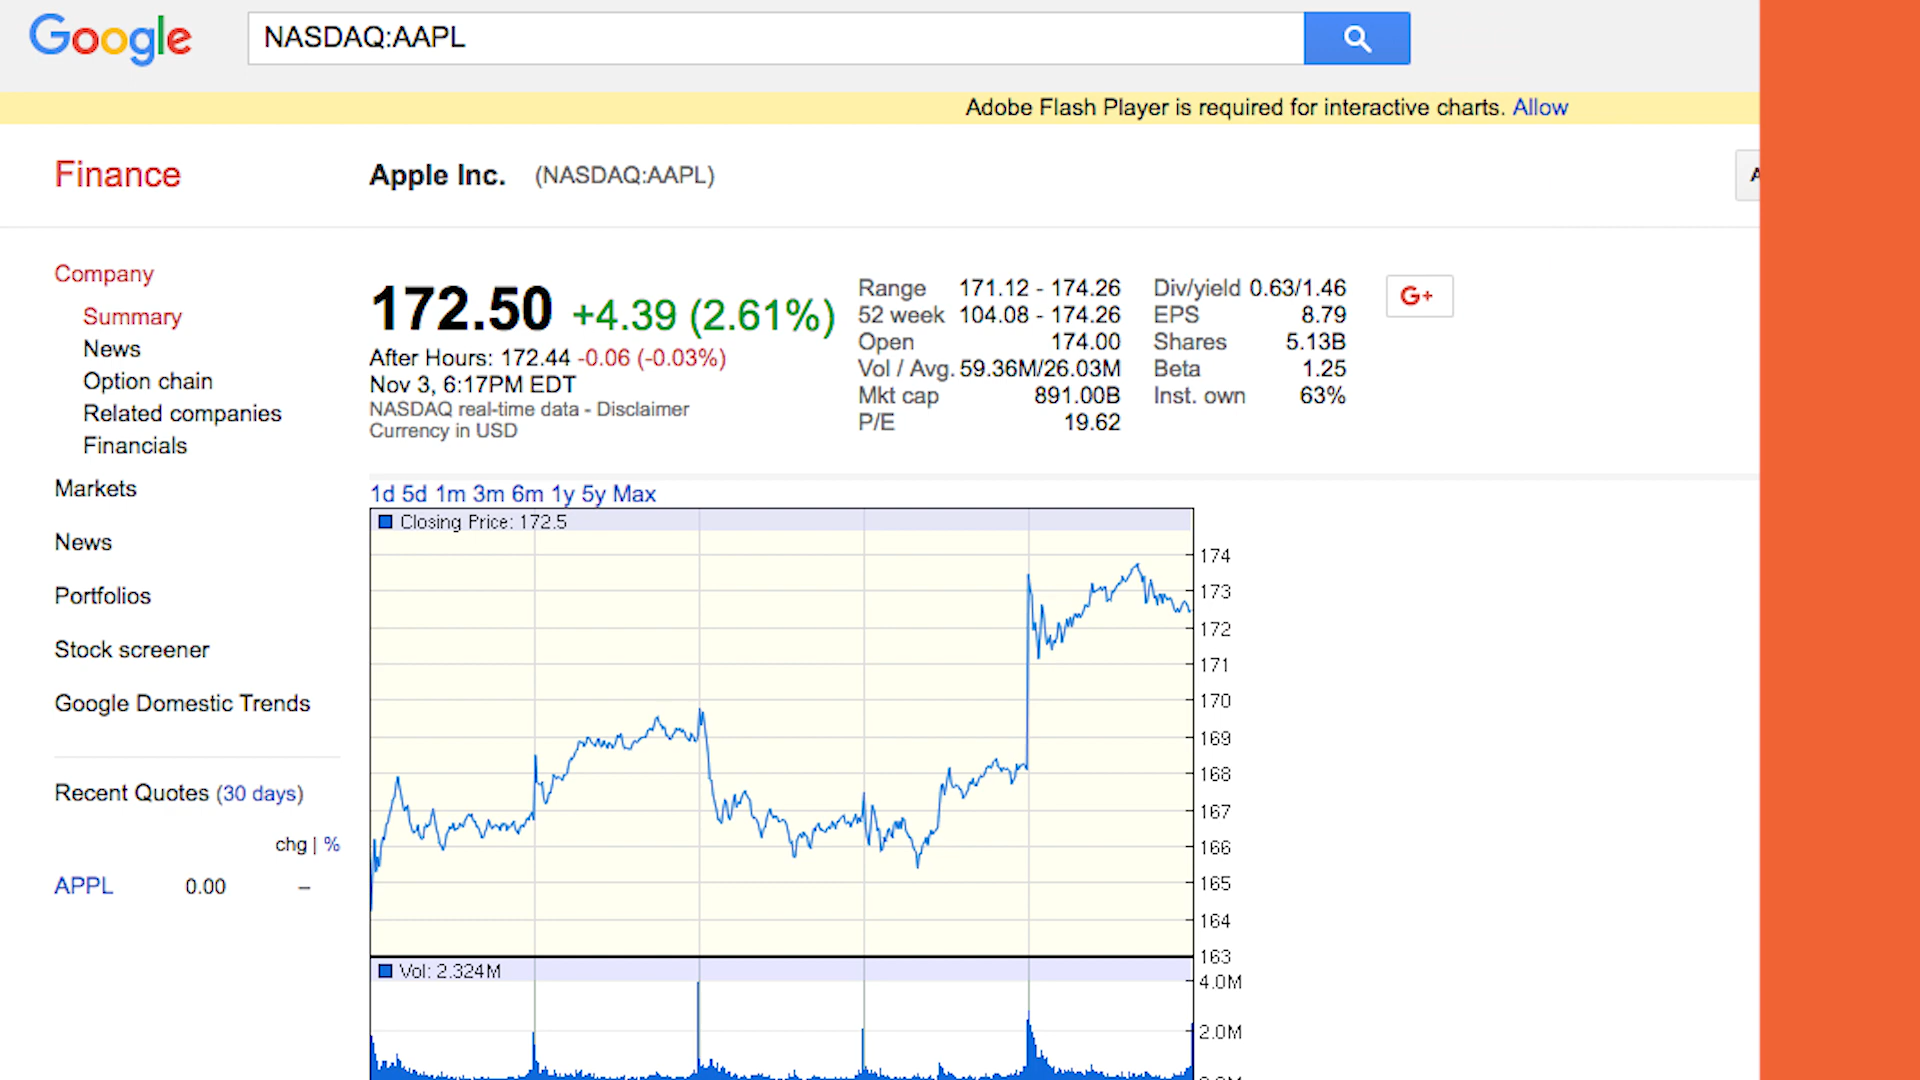 Google NASDAQ:AAPL
Adobe Flash Player is required for interactive charts. Allow
Finance Apple Inc. (NASDAQ:AAPL) A
Company
Summary
News
Option chain
Related companies
Financials
Markets
News
Portfolios
Stock screener
Google Domestic Trends
Recent Quotes (30 days)
chg | %
APPL 0.00 –
172.50 +4.39 (2.61%)
After Hours: 172.44 -0.06 (-0.03%)
Nov 3, 6:17PM EDT
NASDAQ real-time data - Disclaimer
Currency in USD
Range 171.12 - 174.26
52 week 104.08 - 174.26
Open 174.00
Vol / Avg. 59.36M/26.03M
Mkt cap 891.00B
P/E 19.62
Div/yield 0.63/1.46
EPS 8.79
Shares 5.13B
Beta 1.25
Inst. own 63%
G+
1d 5d 1m 3m 6m 1y 5y Max
Closing Price: 172.5
174
173
172
171
170
169
168
167
166
165
164
163
Vol: 2.324M
4.0M
2.0M